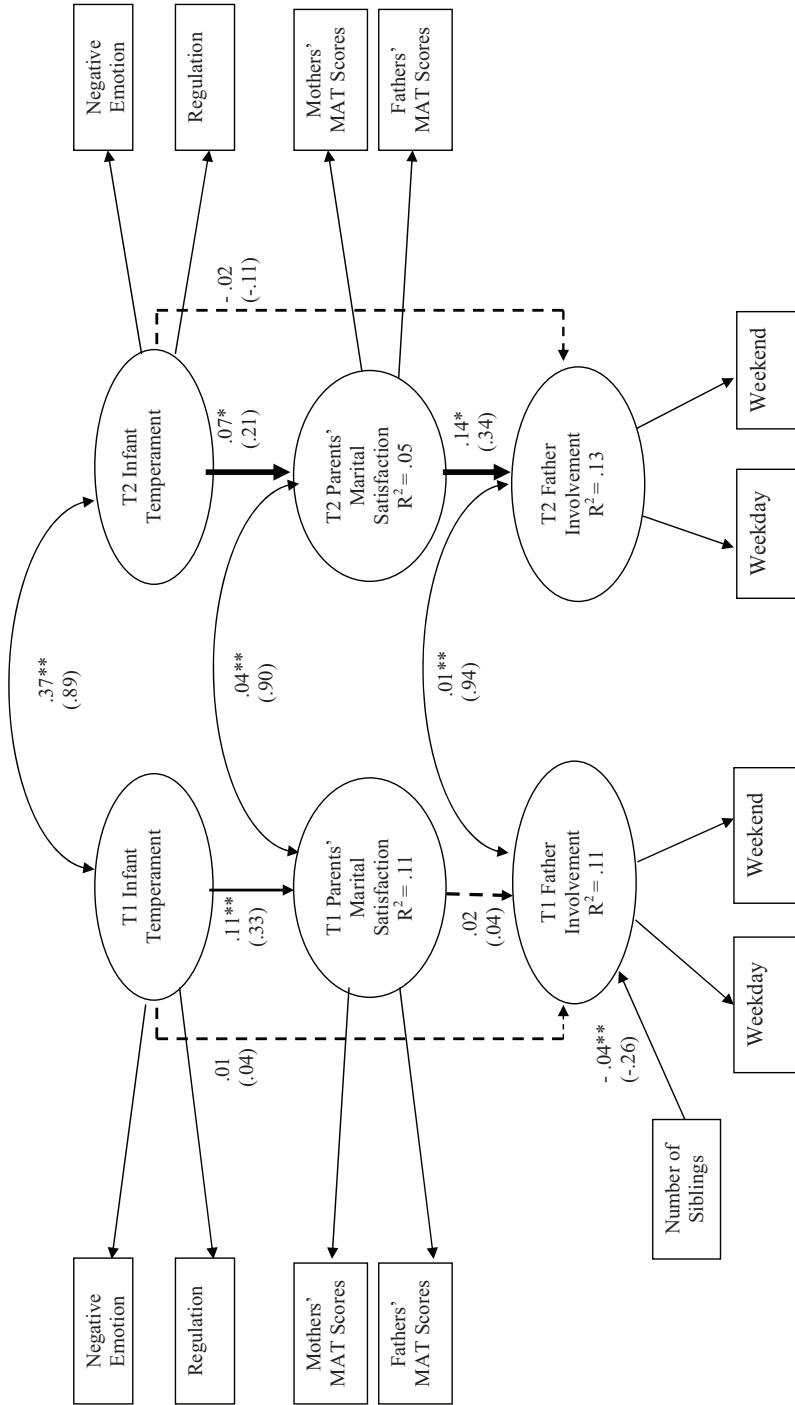 Negative
Emotion
Regulation
Mothers'
MAT Scores
Fathers'
MAT Scores
Number of
Siblings
T1 Infant
Temperament
.11**
(.33)
.01
(.04)
T1 Parents'
Marital
Satisfaction
R² = .11
.02
(.04)
T1 Father
Involvement
R² = .11
- .04**
(-.26)
Weekday
Weekend
.37**
(.89)
.04**
(.90)
.01**
(.94)
T2 Infant
Temperament
.07*
(.21)
- .02
(-.11)
T2 Parents'
Marital
Satisfaction
R² = .05
.14*
(.34)
T2 Father
Involvement
R² = .13
Weekday
Weekend
Negative
Emotion
Regulation
Mothers'
MAT Scores
Fathers'
MAT Scores